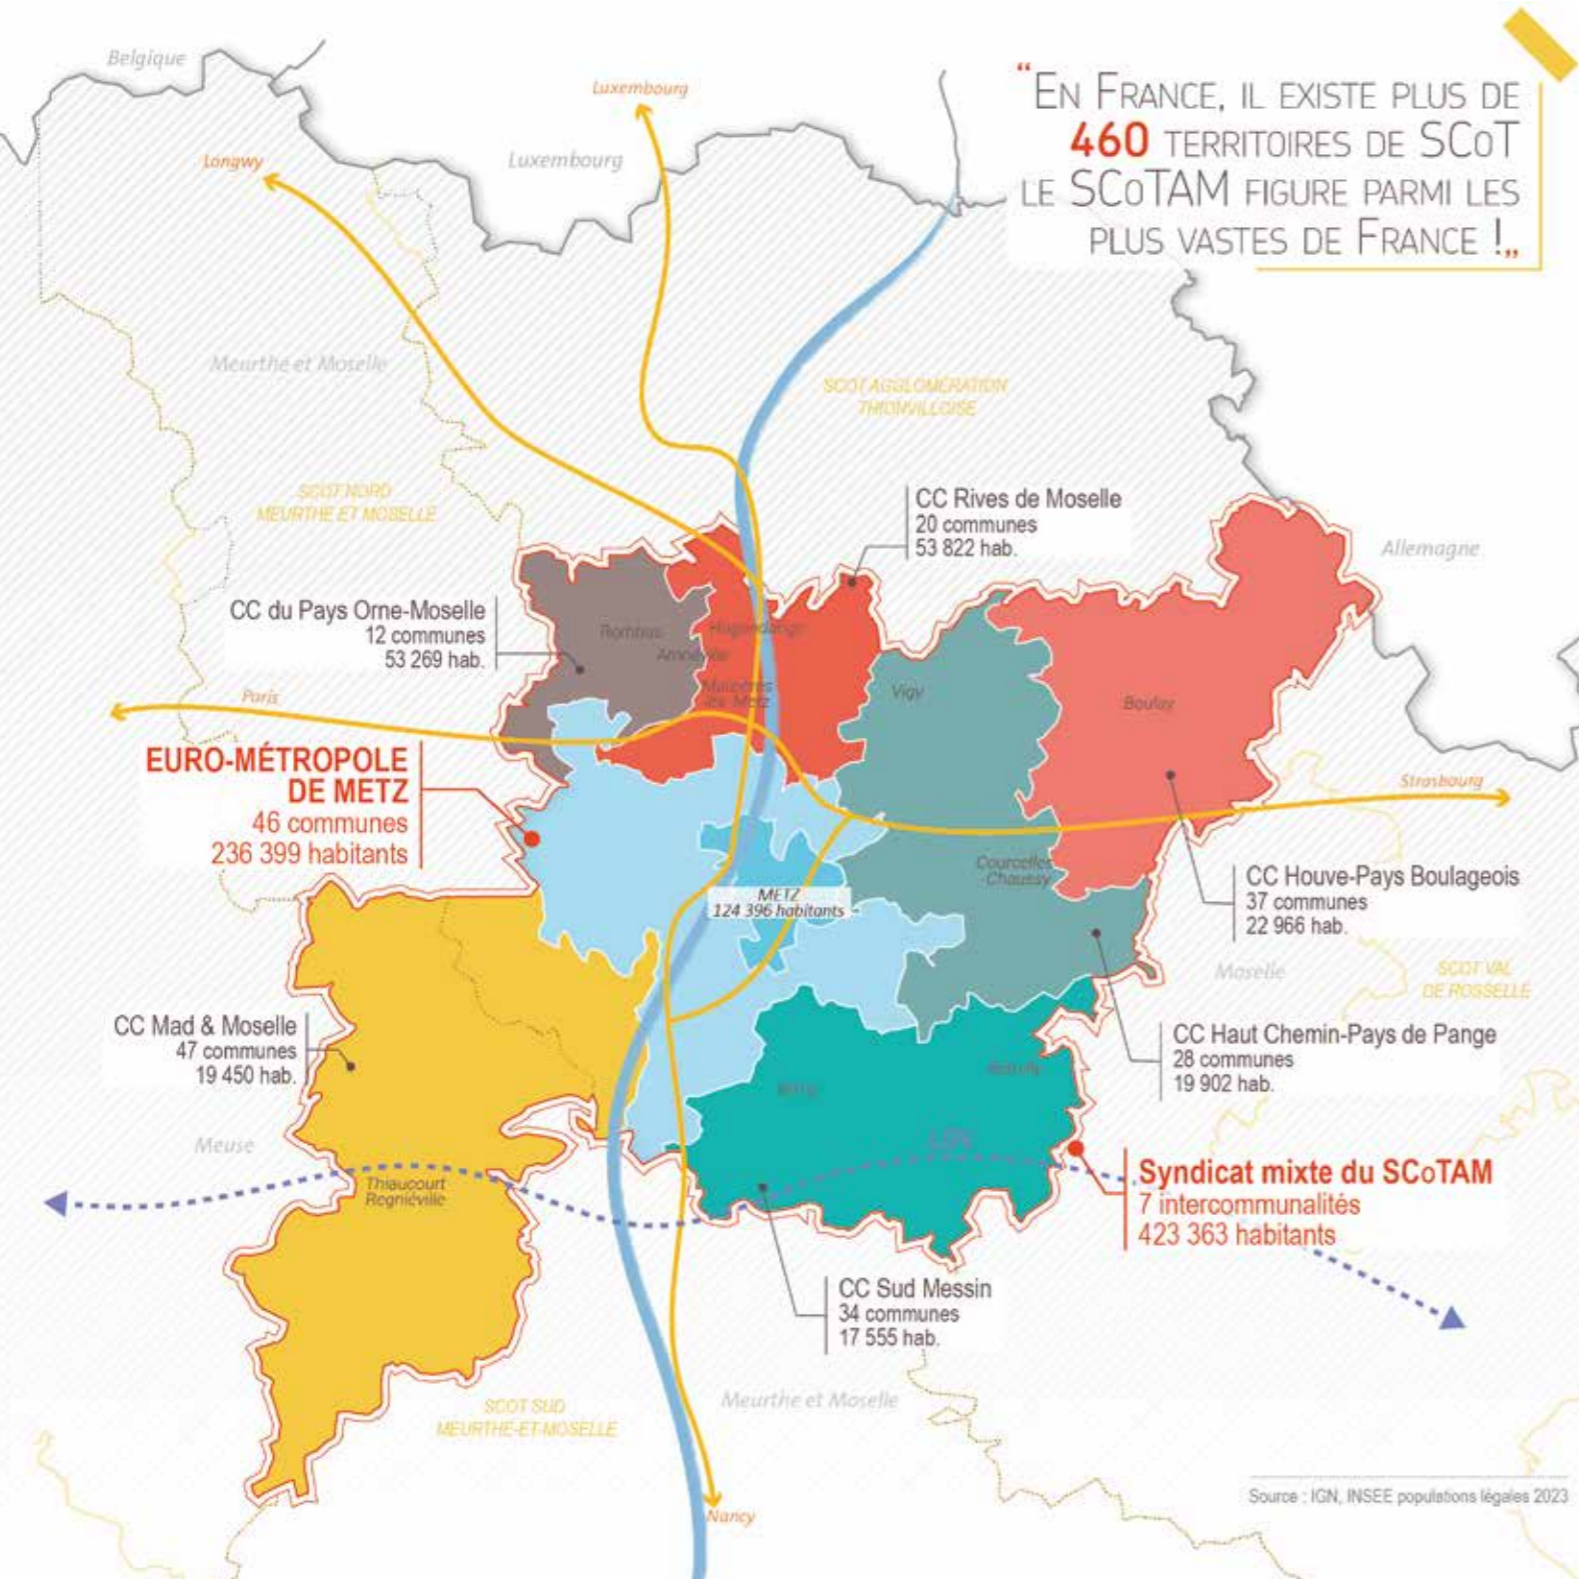 Belgique
Luxembourg
Luxembourg
Longwy
“EN FRANCE, IL EXISTE PLUS DE
460 TERRITOIRES DE SCOT
LE SCOTAM FIGURE PARMI LES
PLUS VASTES DE FRANCE !„
Meurthe et Moselle
SCOT AGGLOMÉRATION
THIONVILLOISE
SCOT NORD
MEURTHE ET MOSELLE
CC Rives de Moselle
20 communes
53 822 hab.
Allemagne
CC du Pays Orne-Moselle
12 communes
53 269 hab.
Rombas
Hagondange
Amnéville
Maizières
-lès-Metz
Vigy
Boulay
Paris
EURO-MÉTROPOLE
DE METZ
46 communes
236 399 habitants
Strasbourg
Courcelles
-Chaussy
METZ
124 396 habitants
CC Houve-Pays Boulageois
37 communes
22 966 hab.
Moselle
SCOT VAL
DE ROSSELLE
CC Mad & Moselle
47 communes
19 450 hab.
CC Haut Chemin-Pays de Pange
28 communes
19 902 hab.
Verny
Rémilly
Meuse
LGV
Thiaucourt
Regniéville
Syndicat mixte du SCoTAM
7 intercommunalités
423 363 habitants
CC Sud Messin
34 communes
17 555 hab.
Meurthe et Moselle
SCOT SUD
MEURTHE-ET-MOSELLE
Nancy
Source : IGN, INSEE populations légales 2023